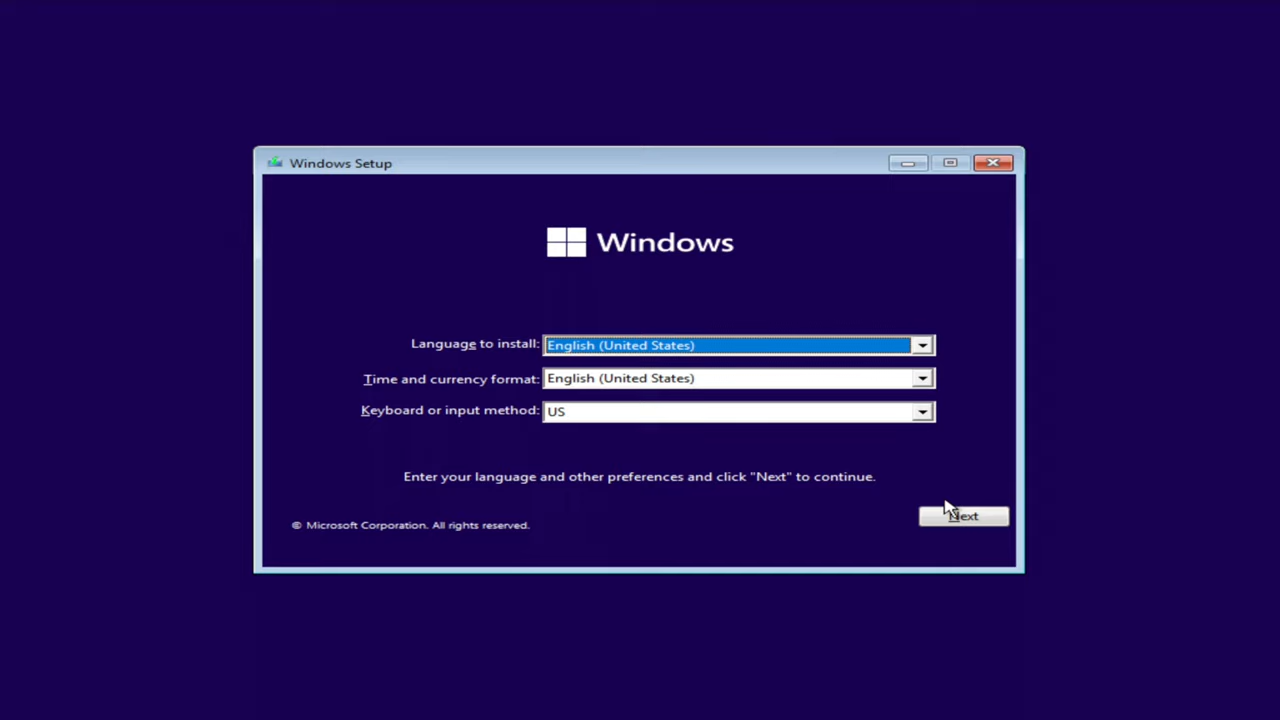 Windows Setup
Windows
Language to install: English (United States)
Time and currency format: English (United States)
Keyboard or input method: US
Enter your language and other preferences and click "Next" to continue.
Next
© Microsoft Corporation. All rights reserved.